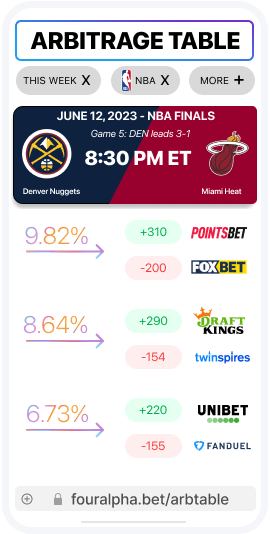 ARBITRAGE TABLE
THIS WEEK X NBA X MORE +
JUNE 12, 2023 - NBA FINALS
Game 5: DEN leads 3-1
8:30 PM ET
Denver Nuggets Miami Heat
9.82% +310 POINTSBET
-200 FOXBET
8.64% +290 DRAFT
KINGS
-154 twinspires
6.73% +220 UNIBET
-155 FANDUEL
fouralpha.bet/arbtable